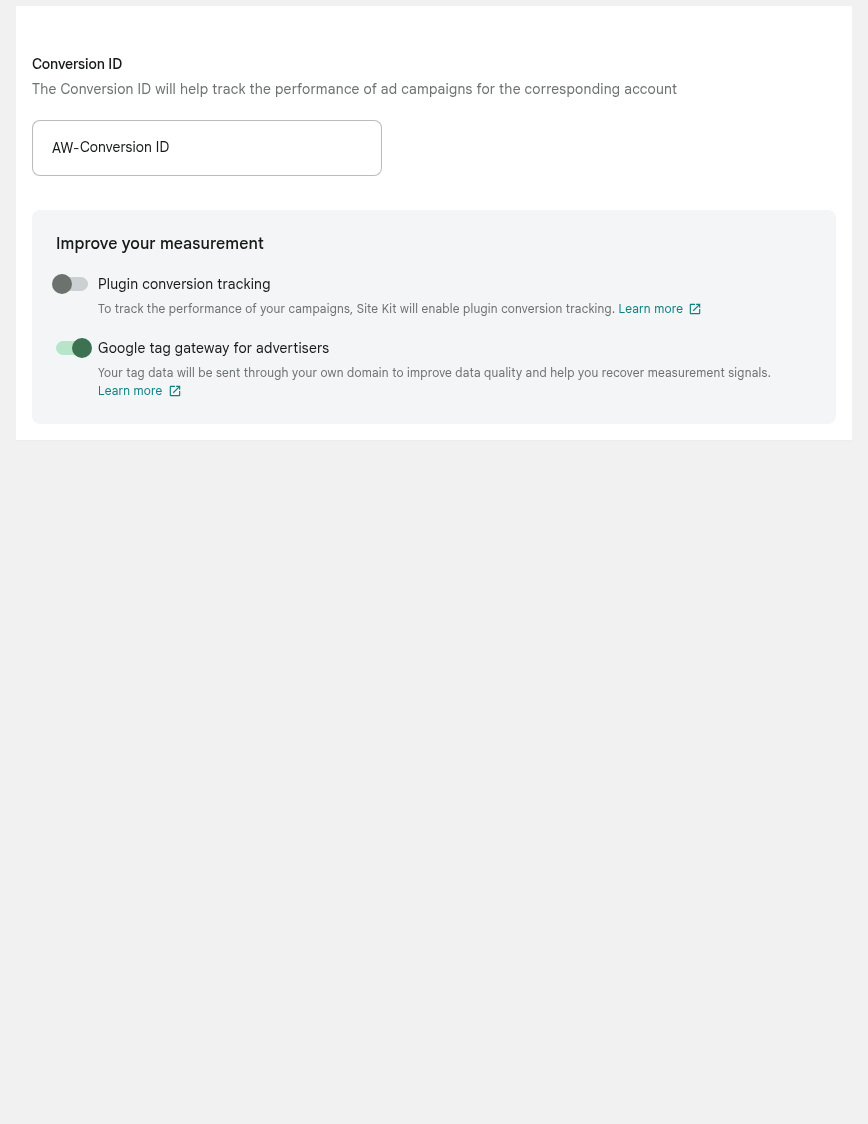 Conversion ID
The Conversion ID will help track the performance of ad campaigns for the corresponding account
AW-Conversion ID
Improve your measurement
Plugin conversion tracking
To track the performance of your campaigns, Site Kit will enable plugin conversion tracking. Learn more
Google tag gateway for advertisers
Your tag data will be sent through your own domain to improve data quality and help you recover measurement signals.
Learn more